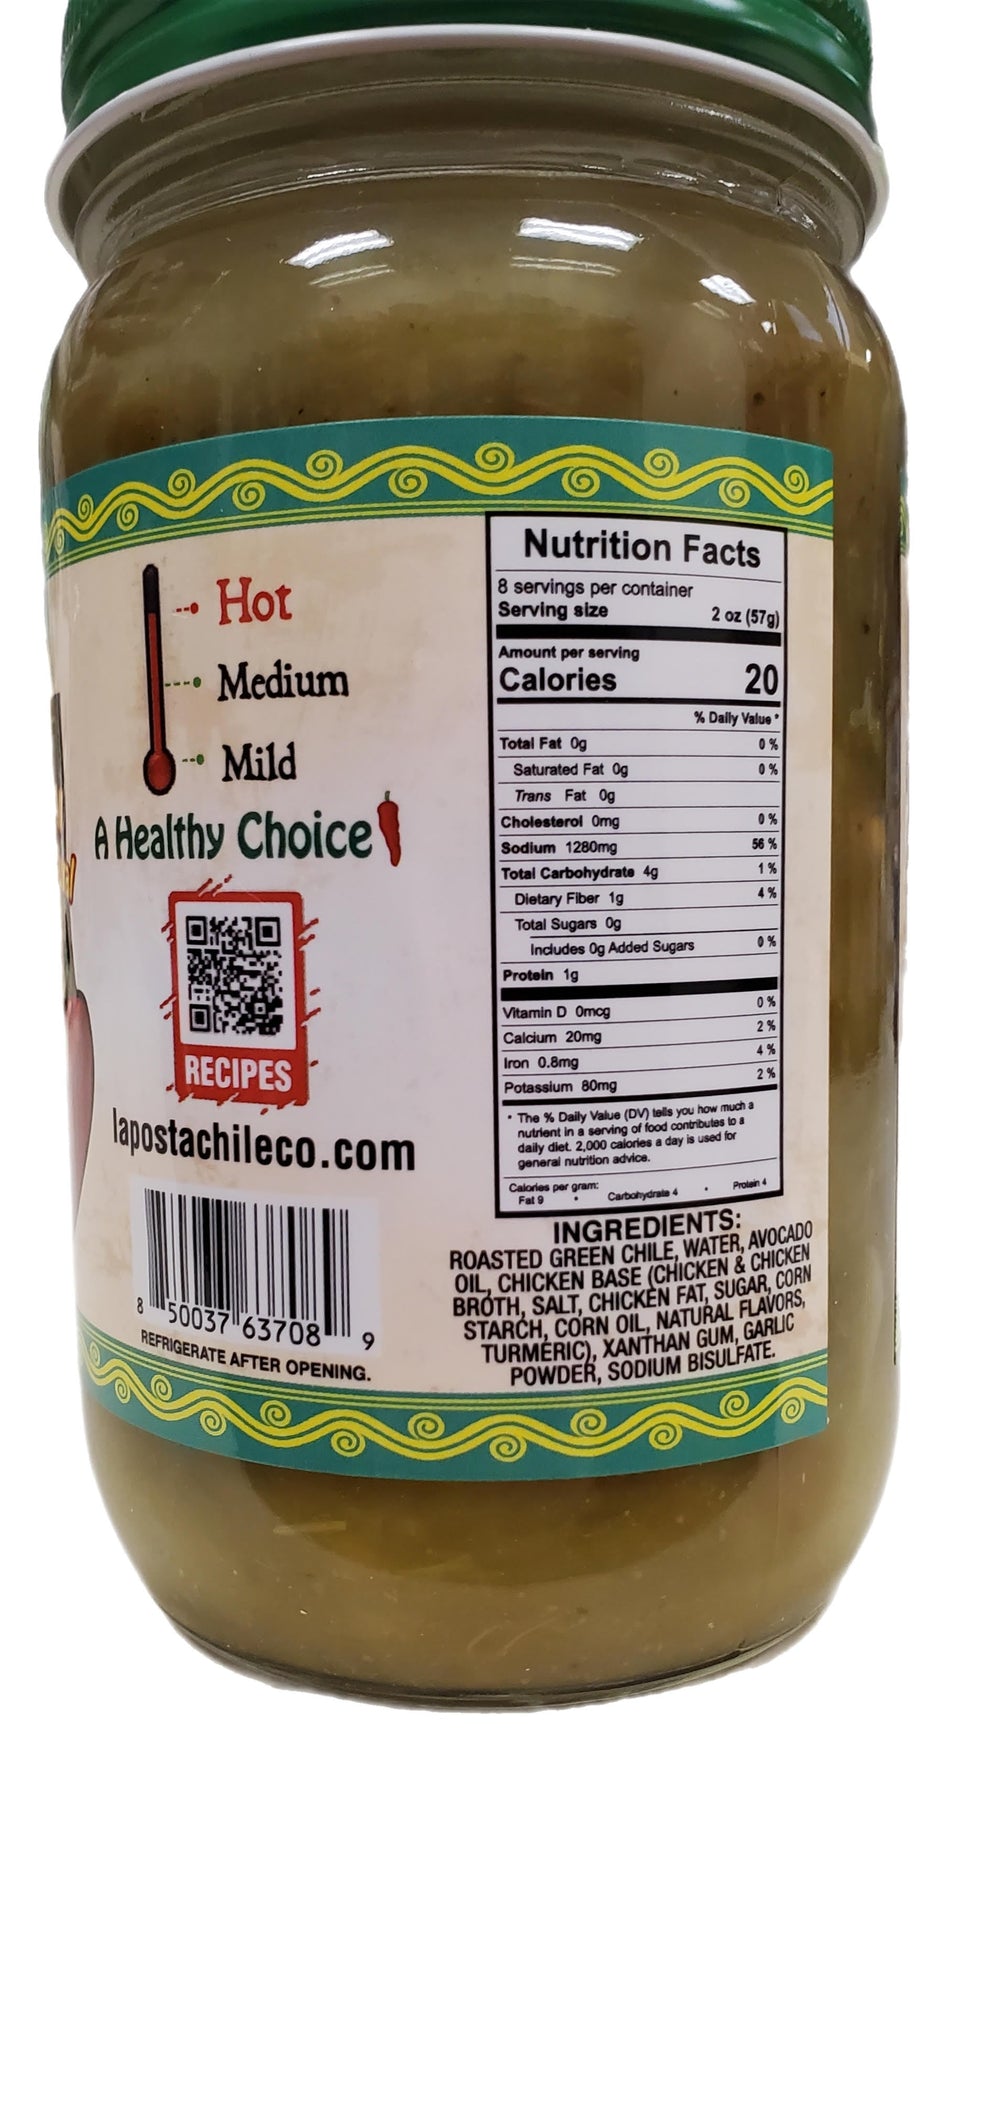 Hot
Medium
Mild
A Healthy Choice
RECIPES
lapostachileco.com
8 50037 63708 9
REFRIGERATE AFTER OPENING.
Nutrition Facts
8 servings per container
Serving size 2 oz (57g)
Amount per serving
Calories 20
% Daily Value *
Total Fat 0g 0 %
Saturated Fat 0g 0 %
Trans Fat 0g
Cholesterol 0mg 0 %
Sodium 1280mg 56 %
Total Carbohydrate 4g 1 %
Dietary Fiber 1g 4 %
Total Sugars 0g
Includes 0g Added Sugars 0 %
Protein 1g
Vitamin D 0mcg 0 %
Calcium 20mg 2 %
Iron 0.8mg 4 %
Potassium 80mg 2 %
* The % Daily Value (DV) tells you how much a
nutrient in a serving of food contributes to a
daily diet. 2,000 calories a day is used for
general nutrition advice.
Calories per gram:
Fat 9 • Carbohydrate 4 • Protein 4
INGREDIENTS:
ROASTED GREEN CHILE, WATER, AVOCADO
OIL, CHICKEN BASE (CHICKEN & CHICKEN
BROTH, SALT, CHICKEN FAT, SUGAR, CORN
STARCH, CORN OIL, NATURAL FLAVORS,
TURMERIC), XANTHAN GUM, GARLIC
POWDER, SODIUM BISULFATE.